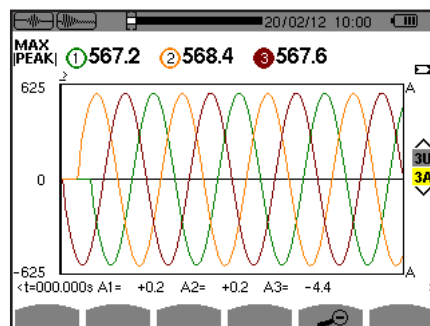 20/02/12 10:00
MAX
|PEAK| 1 567.2 2 568.4 3 567.6
625 A
3U
0
3A
-625 A
<t=000.000s A1= +0.2 A2= +0.2 A3= -4.4